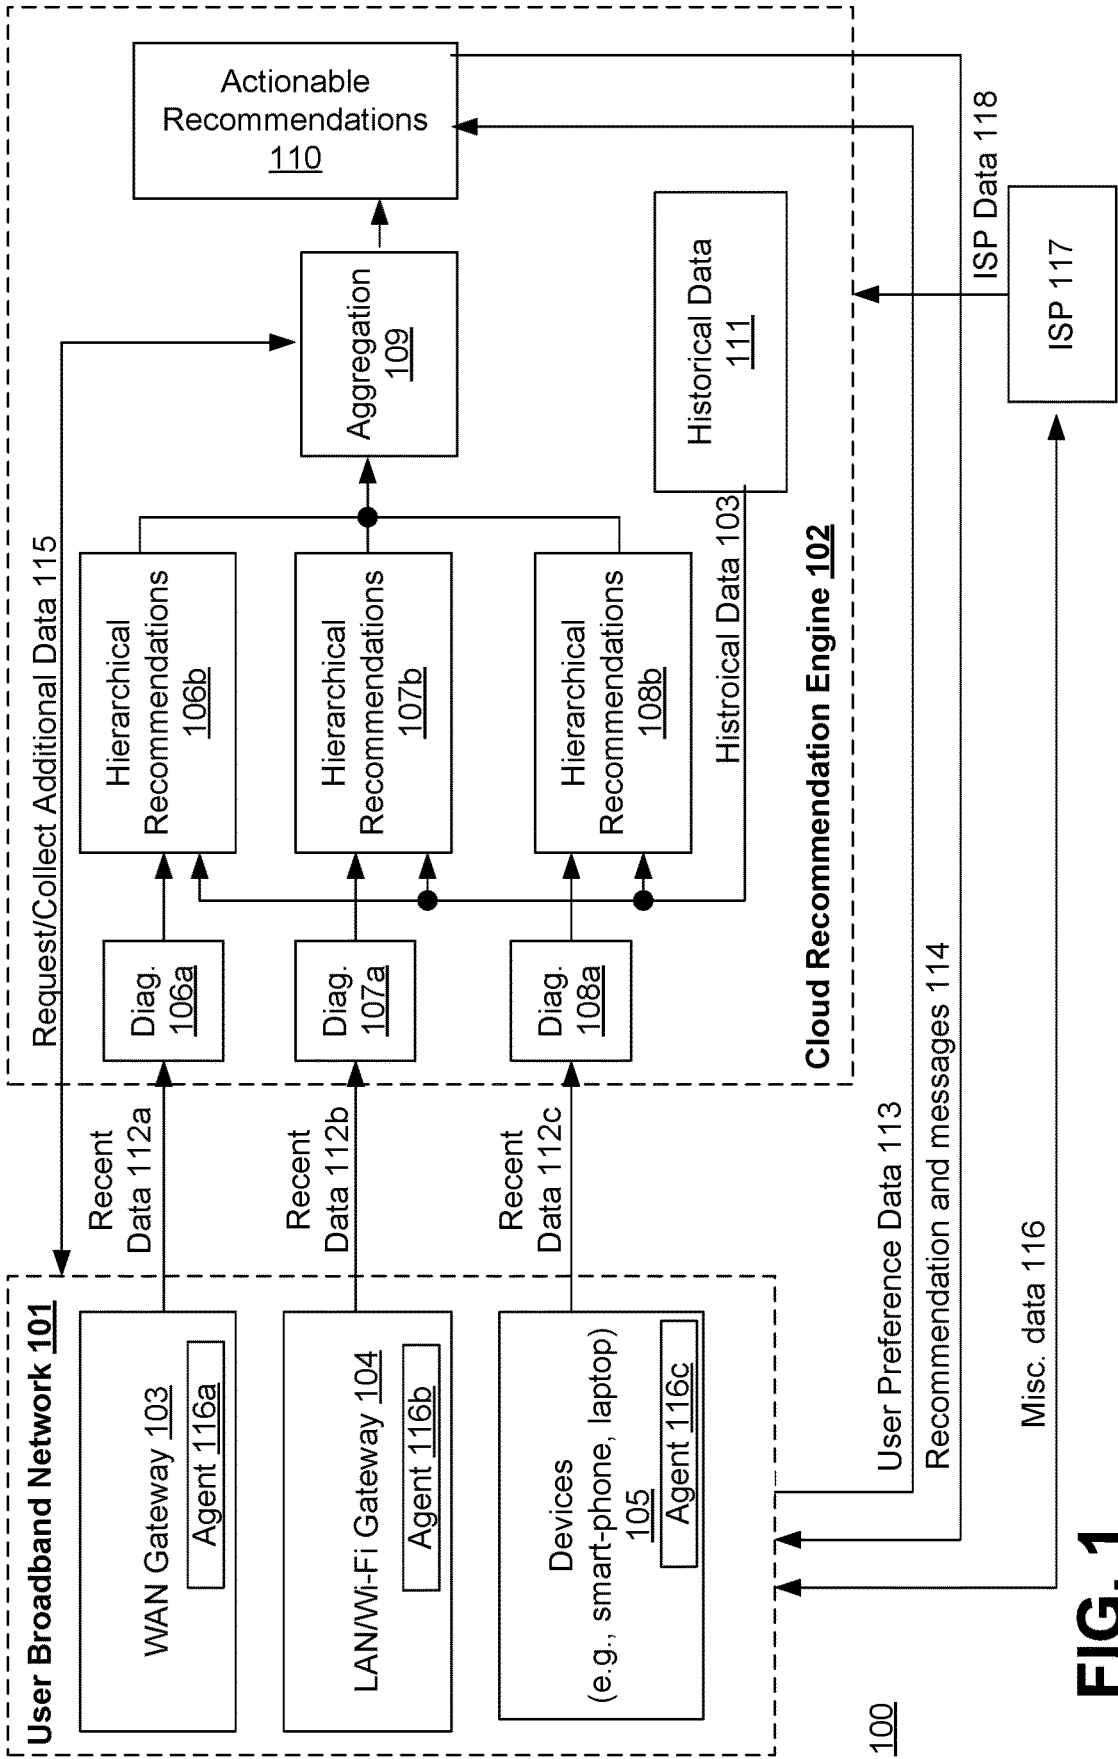 User Broadband Network 101
WAN Gateway 103
Agent 116a
LAN/Wi-Fi Gateway 104
Agent 116b
Devices
(e.g., smart-phone, laptop)
105
Agent 116c
Request/Collect Additional Data 115
Recent
Data 112a
Recent
Data 112b
Recent
Data 112c
Diag.
106a
Diag.
107a
Diag.
108a
Hierarchical
Recommendations
106b
Hierarchical
Recommendations
107b
Hierarchical
Recommendations
108b
Aggregation
109
Actionable
Recommendations
110
Historical Data
111
Histroical Data 103
Cloud Recommendation Engine 102
User Preference Data 113
Recommendation and messages 114
Misc. data 116
ISP Data 118
ISP 117
100
FIG. 1